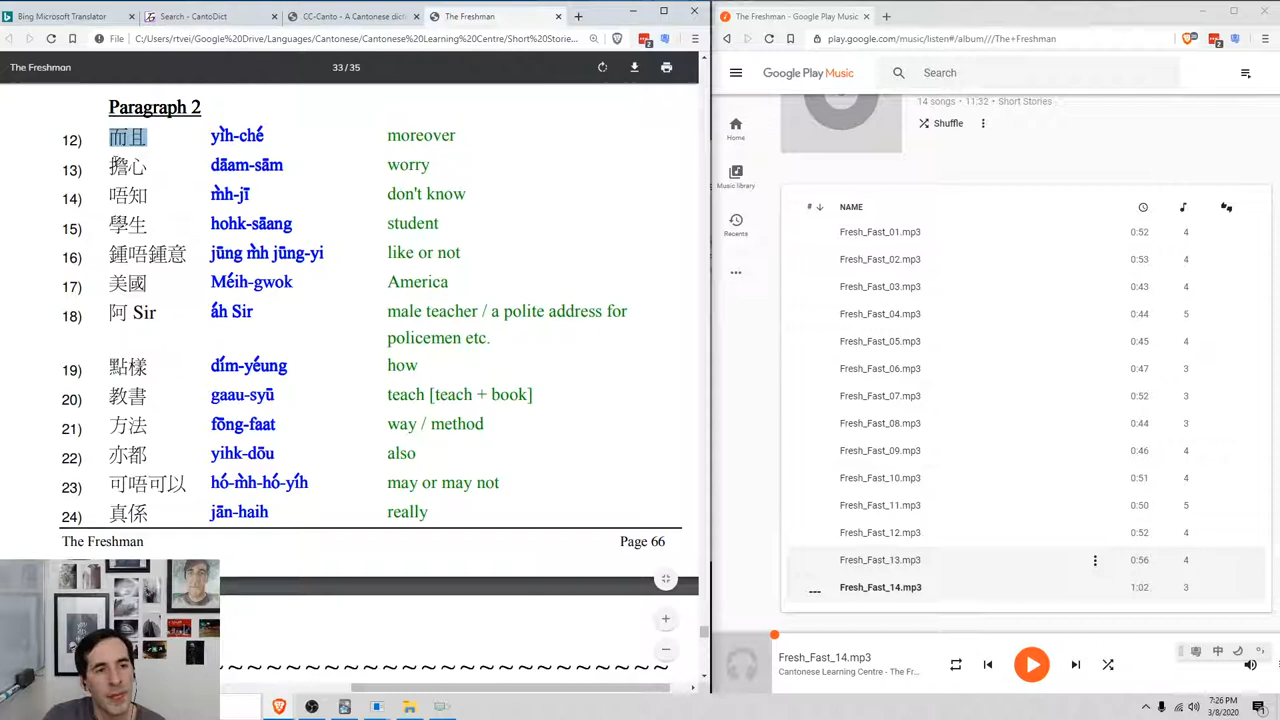 Bing Microsoft Translator
Search - CantoDict
CC-Canto - A Cantonese dicti
The Freshman
File
C:/Users/rtvei/Google%20Drive/Languages/Cantonese/Cantonese%20Learning%20Centre/Short%20Storie...
2
The Freshman
33 / 35
Paragraph 2
12) 而且 yìh-ché moreover
13) 擔心 dāam-sām worry
14) 唔知 m̀h-jī don't know
15) 學生 hohk-sāang student
16) 鍾唔鍾意 jūng m̀h jūng-yi like or not
17) 美國 Méih-gwok America
18) 阿 Sir áh Sir male teacher / a polite address for
policemen etc.
19) 點樣 dím-yéung how
20) 教書 gaau-syū teach [teach + book]
21) 方法 fōng-faat way / method
22) 亦都 yihk-dōu also
23) 可唔可以 hó-m̀h-hó-yíh may or may not
24) 真係 jān-haih really
The Freshman
Page 66
~~~~~~~~~~~~~~~~~~~~~~~~~~~
The Freshman - Google Play Music
play.google.com/music/listen#/album///The+Freshman
2
Google Play Music
Search
Home
Music library
Recents
14 songs • 11:32 • Short Stories
Shuffle
# NAME
Fresh_Fast_01.mp3 0:52 4
Fresh_Fast_02.mp3 0:53 4
Fresh_Fast_03.mp3 0:43 4
Fresh_Fast_04.mp3 0:44 5
Fresh_Fast_05.mp3 0:45 4
Fresh_Fast_06.mp3 0:47 3
Fresh_Fast_07.mp3 0:52 3
Fresh_Fast_08.mp3 0:44 3
Fresh_Fast_09.mp3 0:46 4
Fresh_Fast_10.mp3 0:51 4
Fresh_Fast_11.mp3 0:50 5
Fresh_Fast_12.mp3 0:52 4
Fresh_Fast_13.mp3 0:56 4
Fresh_Fast_14.mp3 1:02 3
Fresh_Fast_14.mp3
Cantonese Learning Centre - The Fr...
中
7:26 PM
3/8/2020